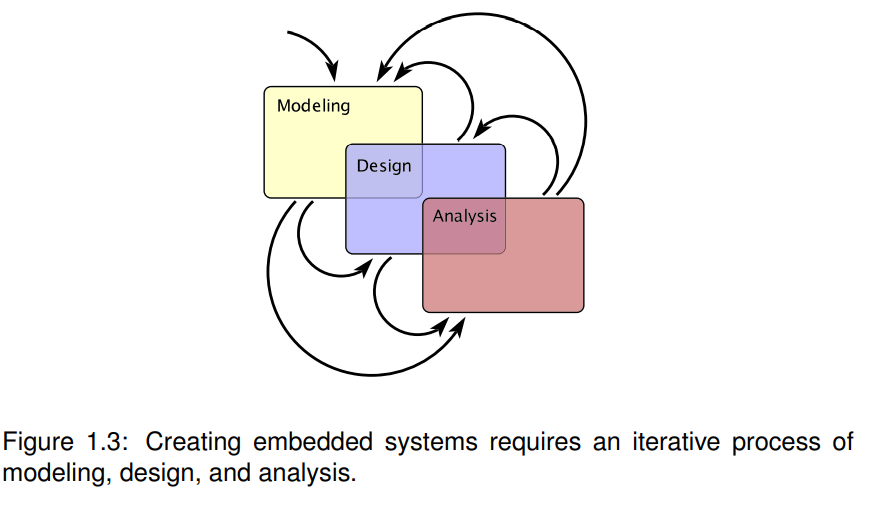 Modeling
Design
Analysis
Figure 1.3: Creating embedded systems requires an iterative process of
modeling, design, and analysis.